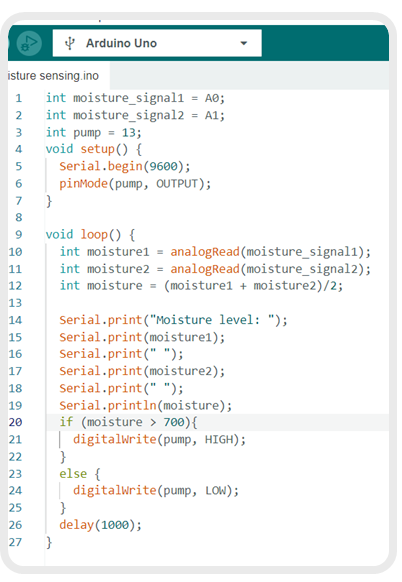 Arduino Uno
isture sensing.ino
1 int moisture_signal1 = A0;
2 int moisture_signal2 = A1;
3 int pump = 13;
4 void setup() {
5   Serial.begin(9600);
6   pinMode(pump, OUTPUT);
7 }
8
9 void loop() {
10   int moisture1 = analogRead(moisture_signal1);
11   int moisture2 = analogRead(moisture_signal2);
12   int moisture = (moisture1 + moisture2)/2;
13
14   Serial.print("Moisture level: ");
15   Serial.print(moisture1);
16   Serial.print(" ");
17   Serial.print(moisture2);
18   Serial.print(" ");
19   Serial.println(moisture);
20   if (moisture > 700){
21     digitalWrite(pump, HIGH);
22   }
23   else {
24     digitalWrite(pump, LOW);
25   }
26   delay(1000);
27 }